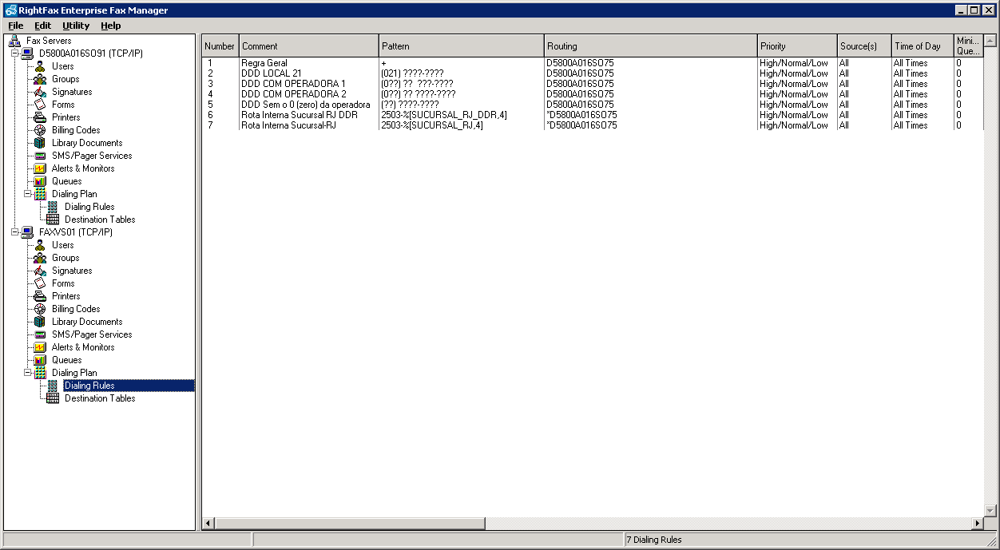 RightFax Enterprise Fax Manager
File Edit Utility Help
Fax Servers
D5800A016SO91 (TCP/IP)
Users
Groups
Signatures
Forms
Printers
Billing Codes
Library Documents
SMS/Pager Services
Alerts & Monitors
Queues
Dialing Plan
Dialing Rules
Destination Tables
FAXVS01 (TCP/IP)
Users
Groups
Signatures
Forms
Printers
Billing Codes
Library Documents
SMS/Pager Services
Alerts & Monitors
Queues
Dialing Plan
Dialing Rules
Destination Tables
Number Comment Pattern Routing Priority Source(s) Time of Day Mini... Que...
1 Regra Geral + D5800A016SO75 High/Normal/Low All All Times 0
2 DDD LOCAL 21 (021) ????-???? D5800A016SO75 High/Normal/Low All All Times 0
3 DDD COM OPERADORA 1 (0??) ?? ???-???? D5800A016SO75 High/Normal/Low All All Times 0
4 DDD COM OPERADORA 2 (0??) ?? ????-???? D5800A016SO75 High/Normal/Low All All Times 0
5 DDD Sem o 0 (zero) da operadora (??) ????-???? D5800A016SO75 High/Normal/Low All All Times 0
6 Rota Interna Sucursal RJ DDR 2503-%[SUCURSAL_RJ_DDR,4] *D5800A016SO75 High/Normal/Low All All Times 0
7 Rota Interna Sucursal-RJ 2503-%[SUCURSAL_RJ,4] *D5800A016SO75 High/Normal/Low All All Times 0
7 Dialing Rules